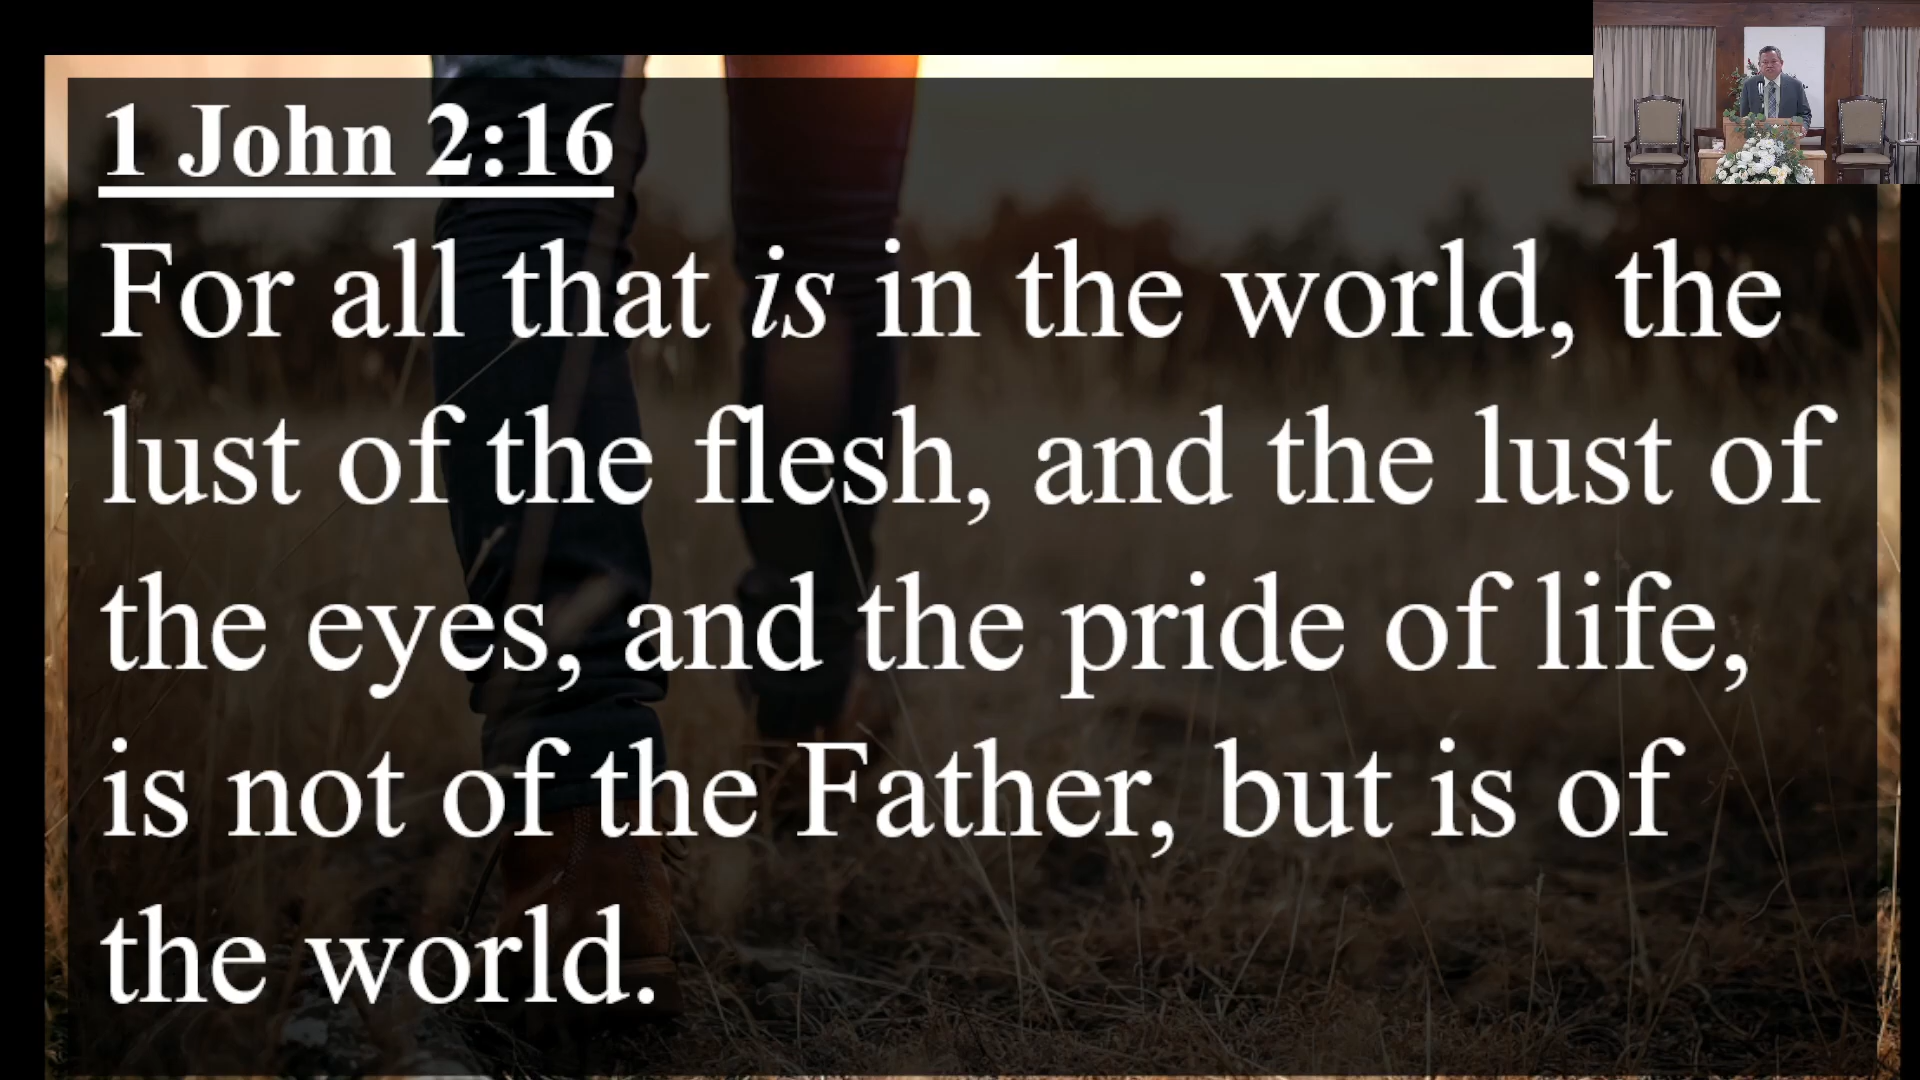 1 John 2:16
For all that is in the world, the
lust of the flesh, and the lust of
the eyes, and the pride of life,
is not of the Father, but is of
the world.